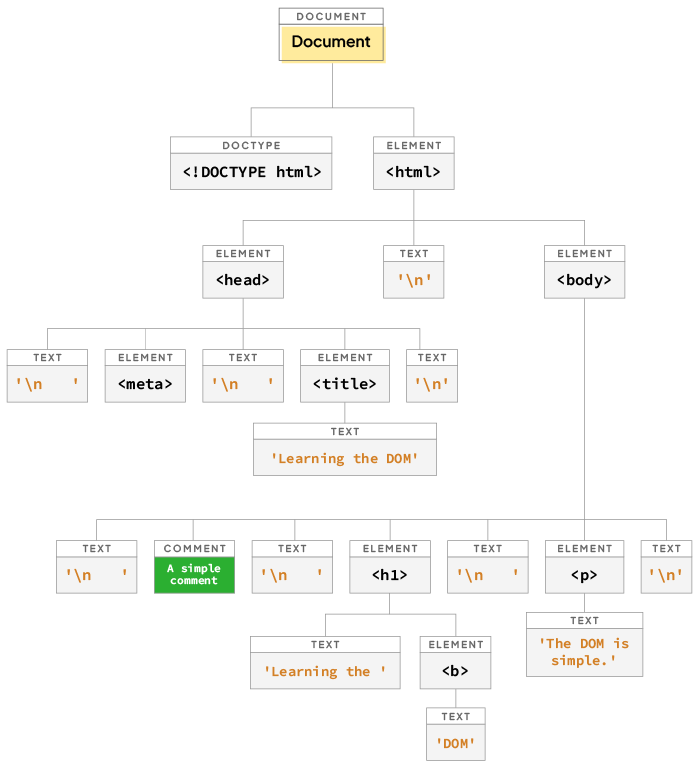 DOCUMENT
Document
DOCTYPE
<!DOCTYPE html>
ELEMENT
<html>
ELEMENT
<head>
TEXT
'\n'
ELEMENT
<body>
TEXT
'\n   '
ELEMENT
<meta>
TEXT
'\n   '
ELEMENT
<title>
TEXT
'\n'
TEXT
'Learning the DOM'
TEXT
'\n   '
COMMENT
A simple
comment
TEXT
'\n   '
ELEMENT
<h1>
TEXT
'\n   '
ELEMENT
<p>
TEXT
'\n'
TEXT
'Learning the '
ELEMENT
<b>
TEXT
'The DOM is
simple.'
TEXT
'DOM'